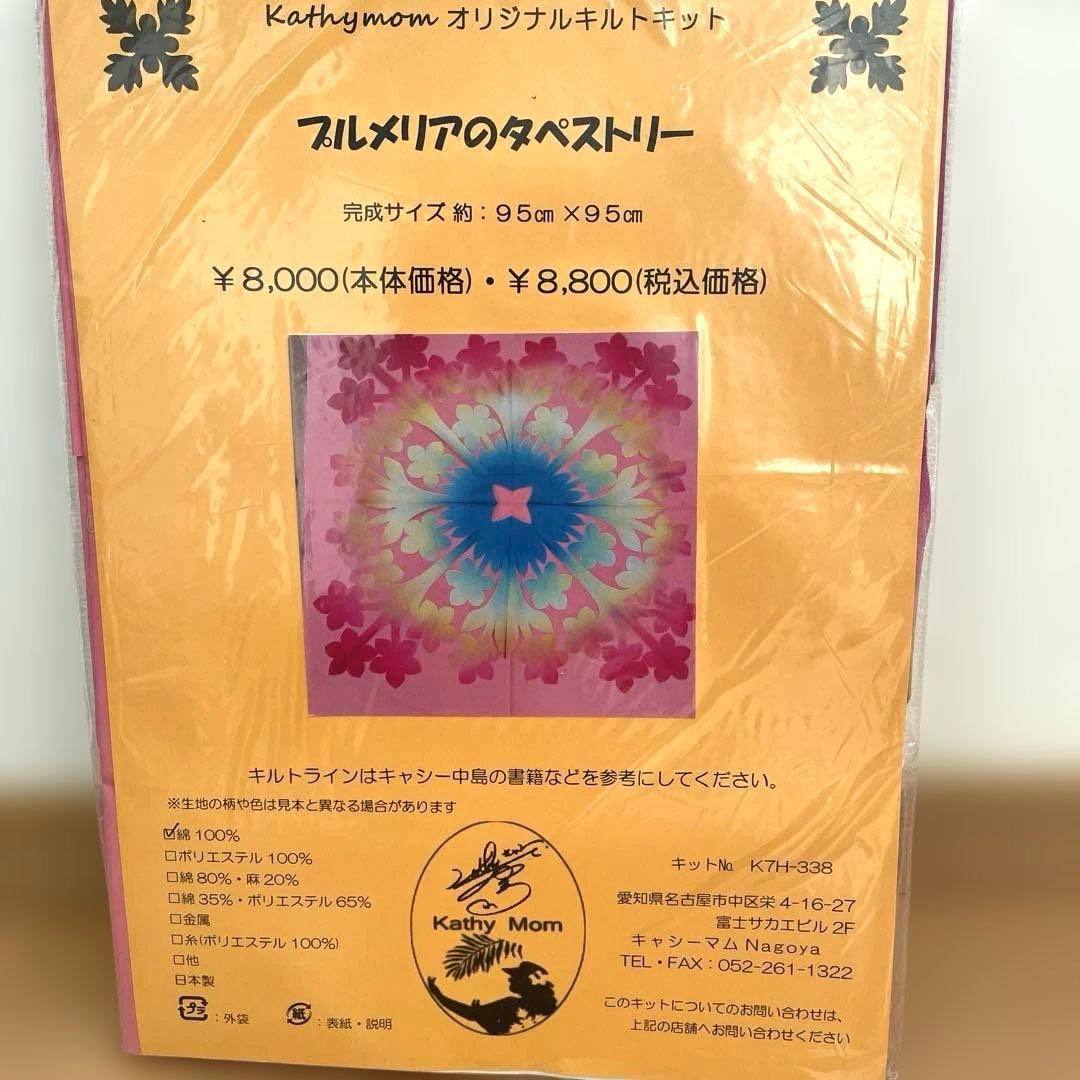 Kathymom オリジナルキルトキット
プルメリアのタペストリー
完成サイズ 約：95㎝ ×95㎝
￥8,000(本体価格)・￥8,800(税込価格)
キルトラインはキャシー中島の書籍などを参考にしてください。
※生地の柄や色は見本と異なる場合があります
☑綿 100%
□ポリエステル 100%
□綿 80%・麻 20%
□綿 35%・ポリエステル 65%
□金属
□糸(ポリエステル 100%)
□他
日本製
プラ：外袋
紙：表紙・説明
Kathy Mom
キット№ K7H-338
愛知県名古屋市中区栄 4-16-27
富士サカエビル 2F
キャシーマム Nagoya
TEL・FAX：052-261-1322
このキットについてのお問い合わせは、
上記の店舗へお問い合わせください